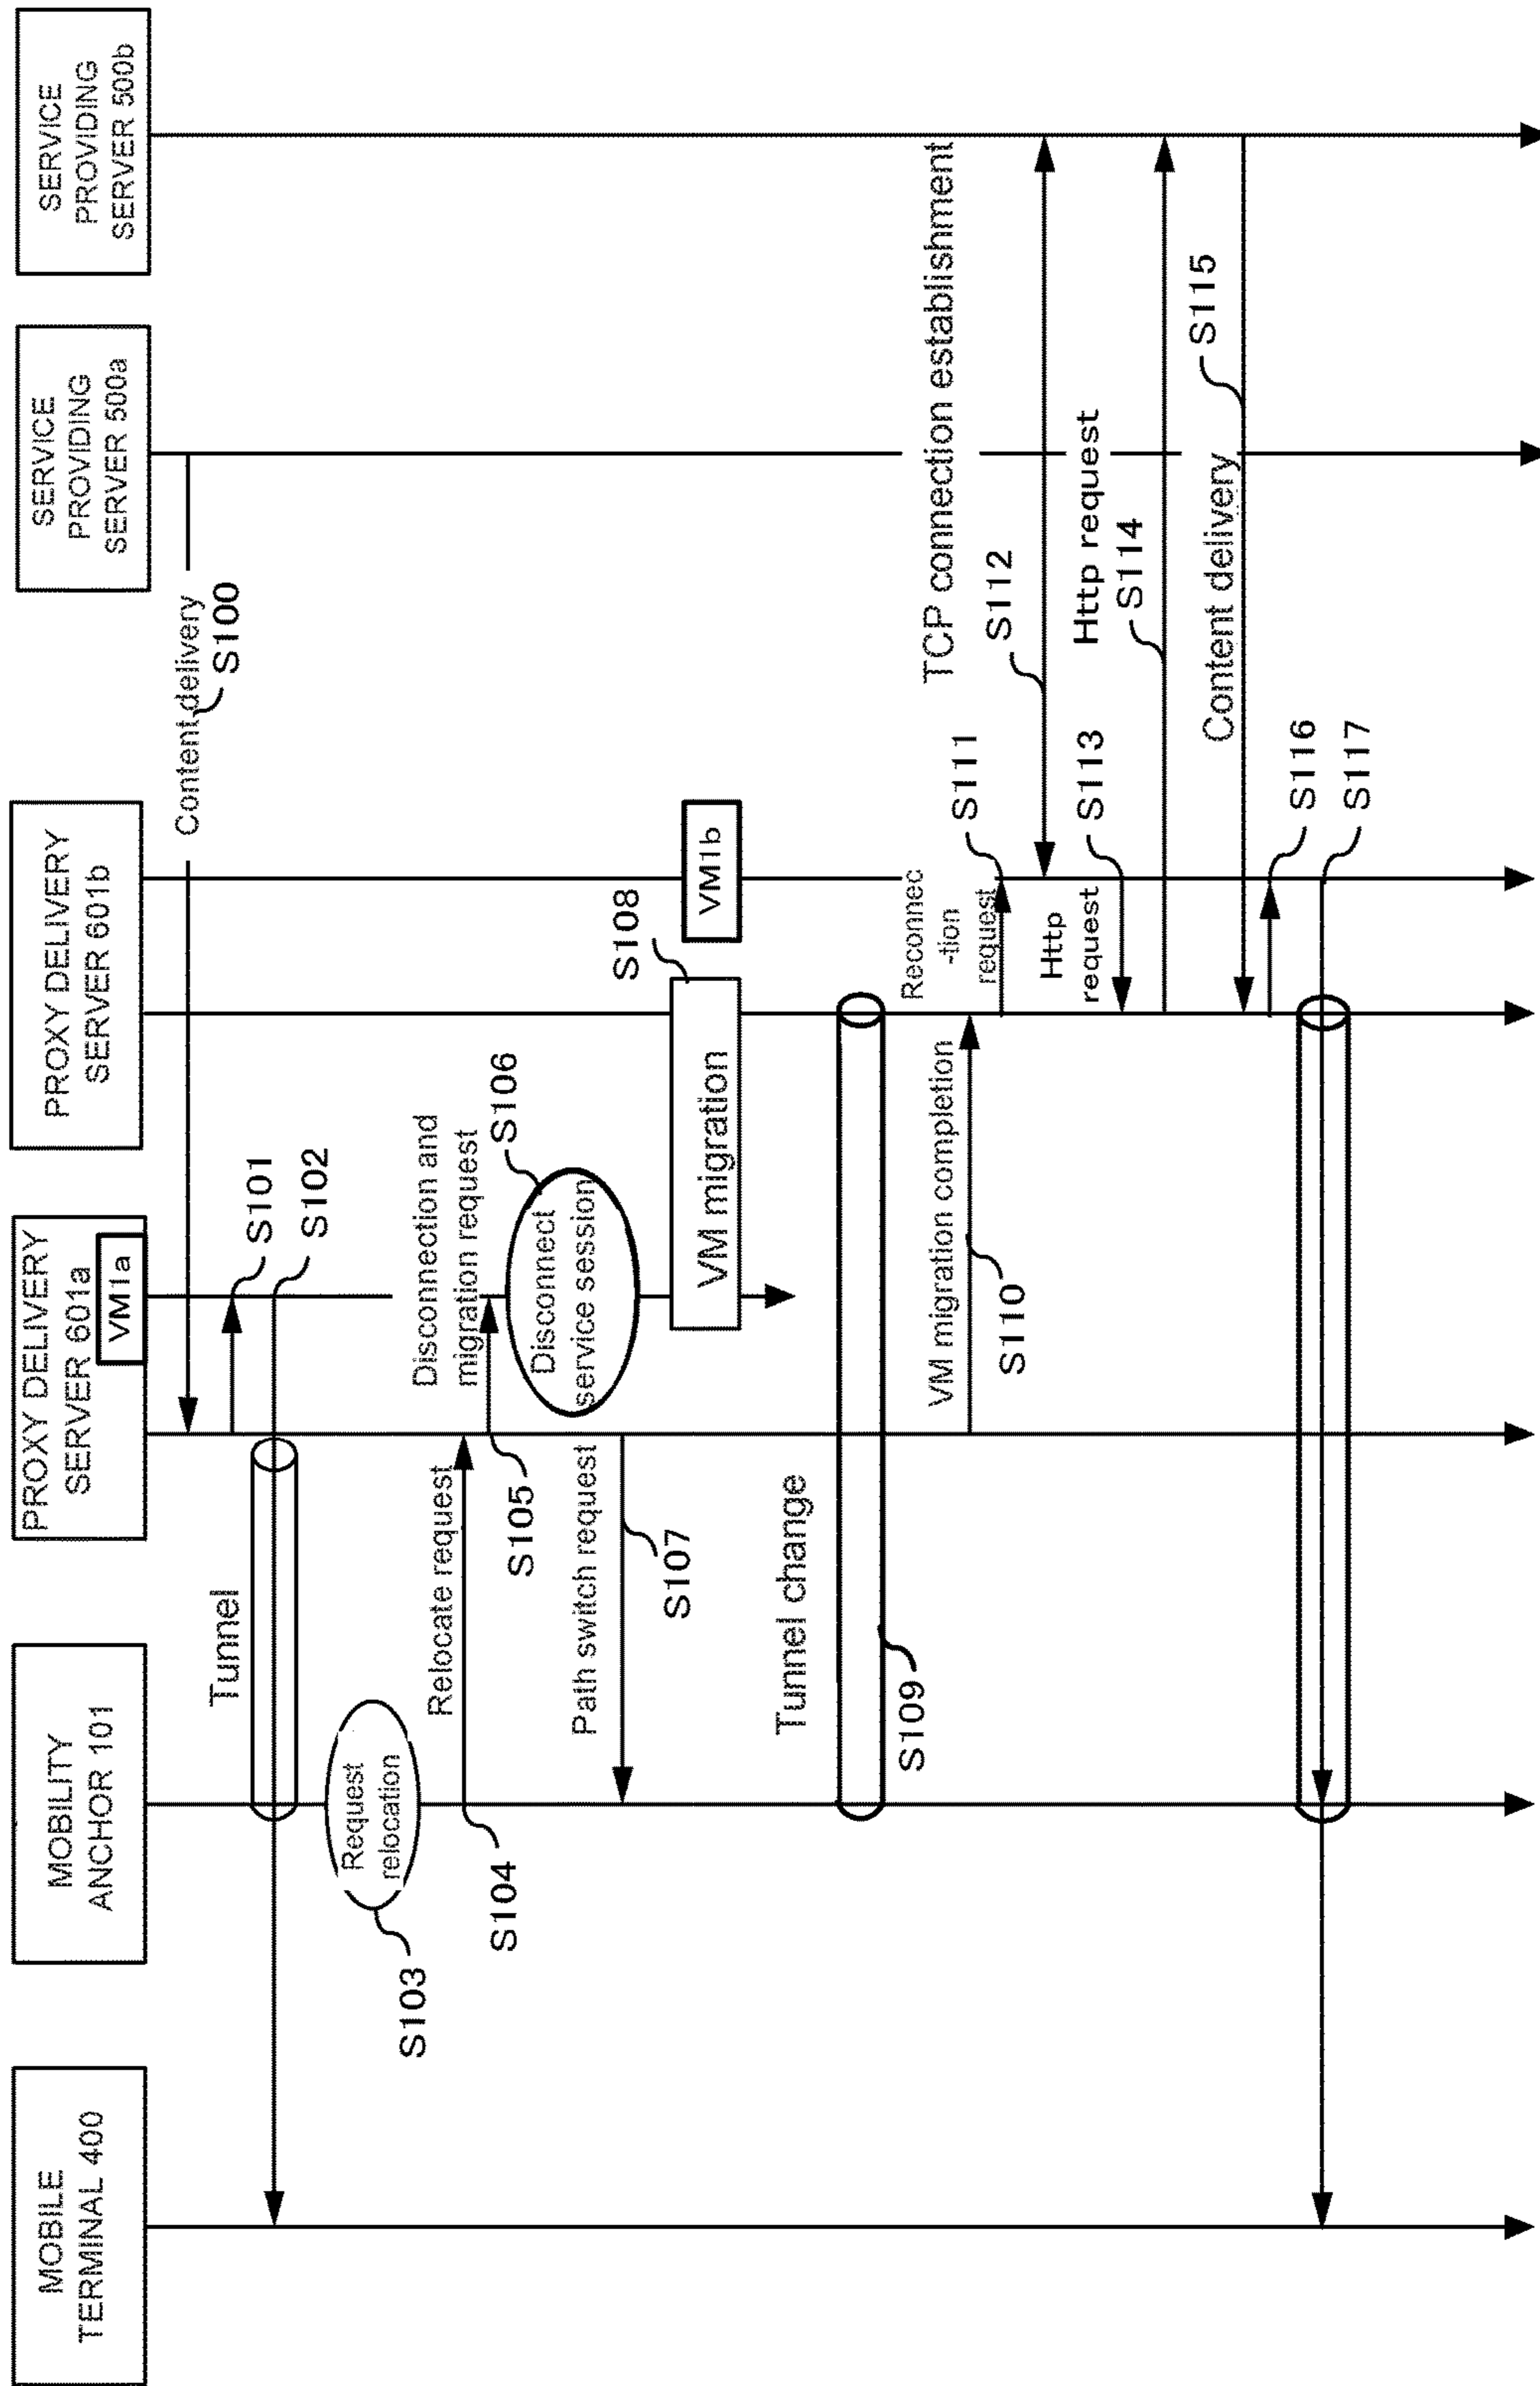 MOBILE
TERMINAL 400
MOBILITY
ANCHOR 101
PROXY DELIVERY
SERVER 601a
VM1a
PROXY DELIVERY
SERVER 601b
SERVICE
PROVIDING
SERVER 500a
SERVICE
PROVIDING
SERVER 500b
Content delivery
S100
S101
Tunnel
S102
Request
relocation
S103
Relocate request
S104
Disconnection and
migration request
S105
Disconnect
service session
S106
Path switch request
S107
VM migration
S108
VM1b
Tunnel change
S109
VM migration completion
S110
Reconnec
-tion
request
S111
TCP connection establishment
S112
Http
request
S113
Http request
S114
Content delivery
S115
S116
S117